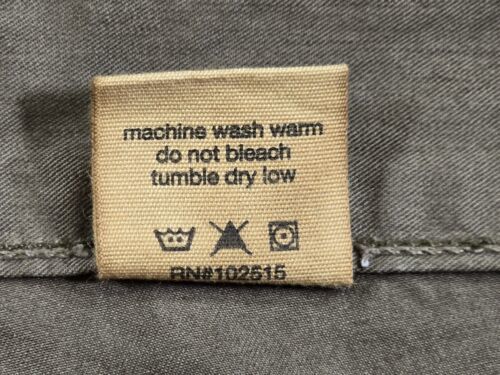 machine wash warm
do not bleach
tumble dry low
RN#102515